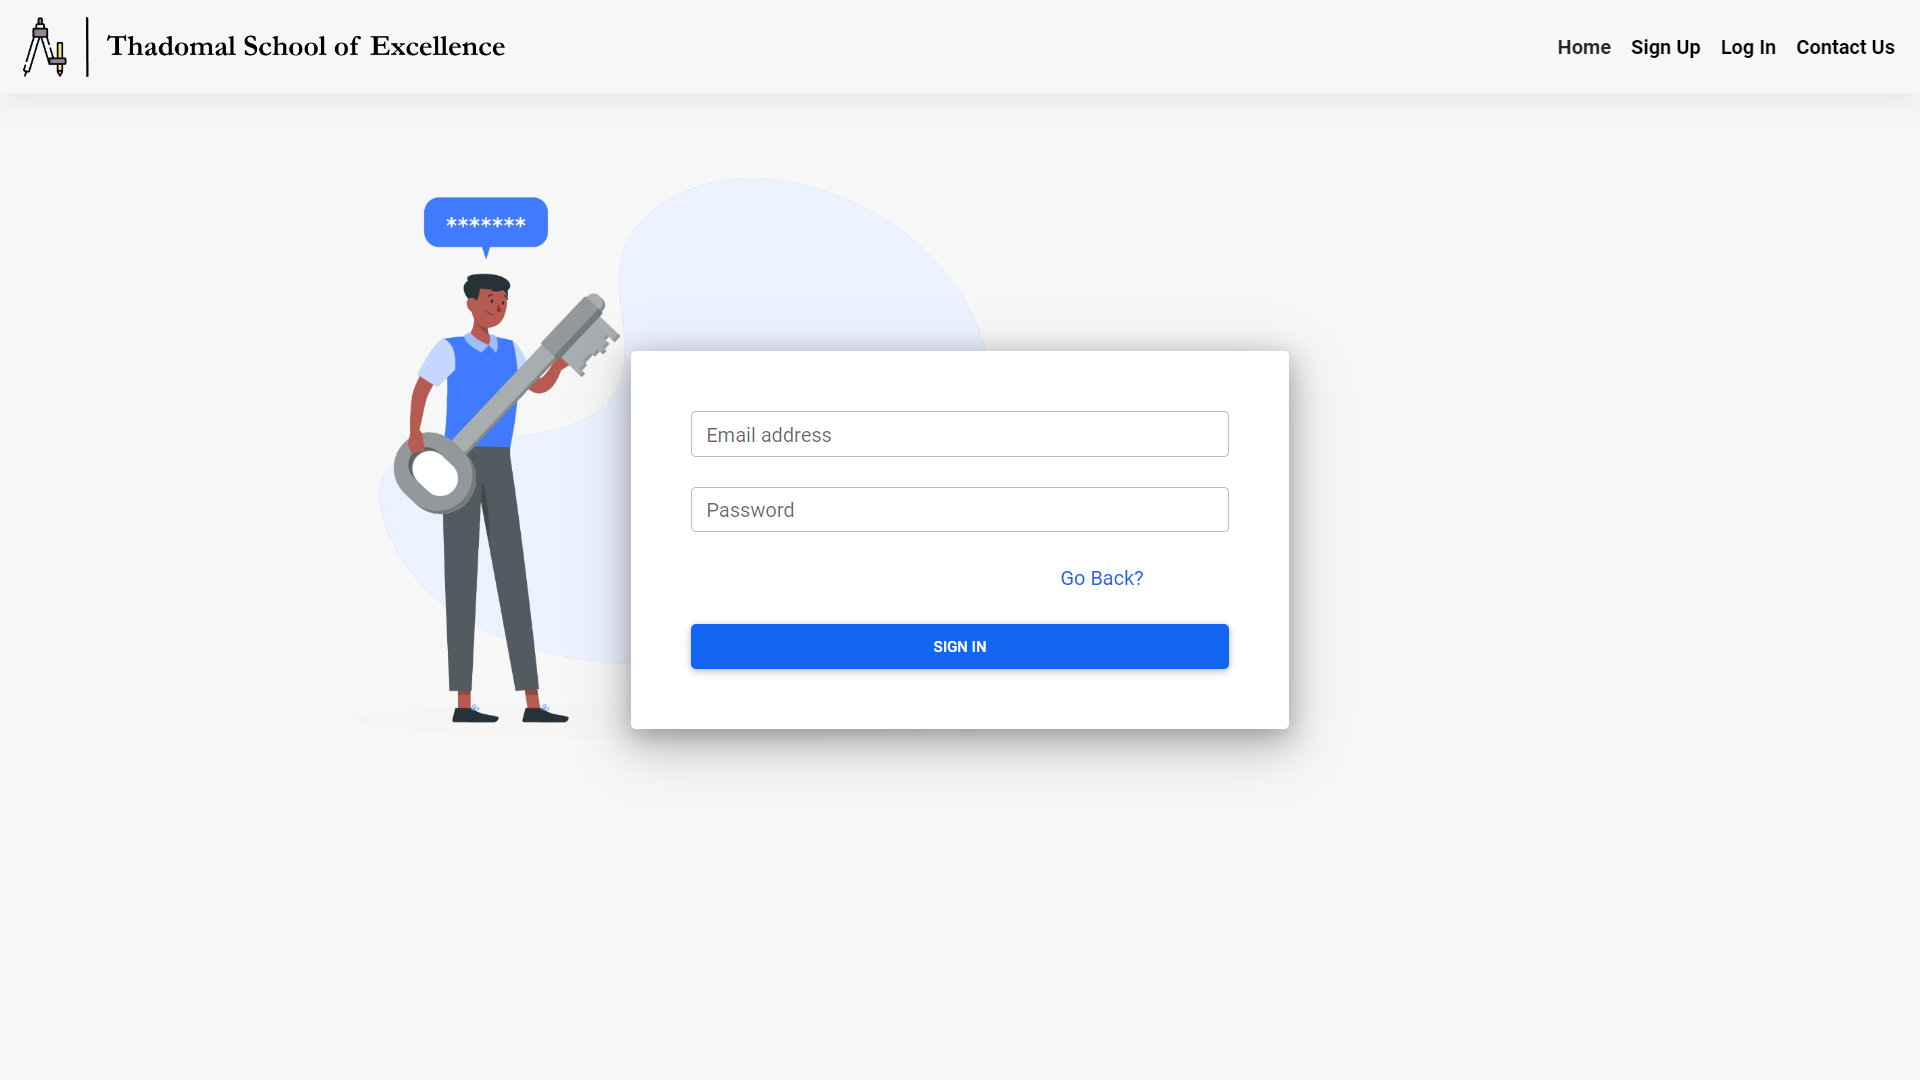 Thadomal School of Excellence
Home Sign Up Log In Contact Us
*******
Email address
Password
Go Back?
SIGN IN